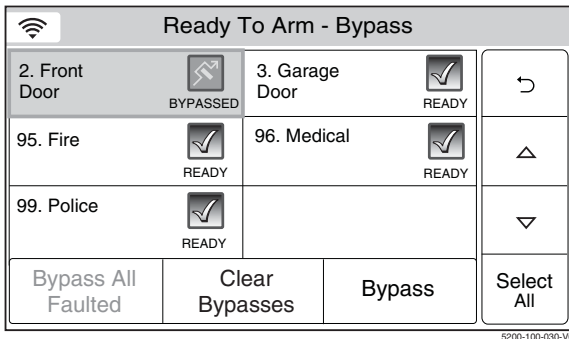 Ready To Arm - Bypass
2. Front
Door
BYPASSED
3. Garage
Door
READY
95. Fire
READY
96. Medical
READY
99. Police
READY
Bypass All
Faulted
Clear
Bypasses
Bypass
Select
All
5200-100-030-V